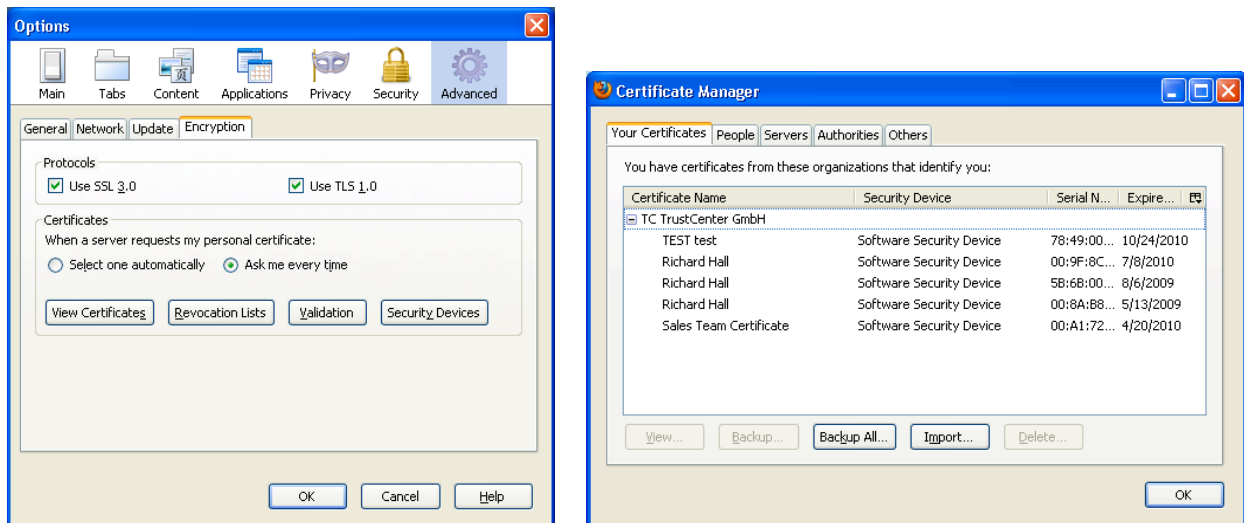 Options
Main Tabs Content Applications Privacy Security Advanced
General Network Update Encryption
Protocols
Use SSL 3.0 Use TLS 1.0
Certificates
When a server requests my personal certificate:
Select one automatically Ask me every time
View Certificates Revocation Lists Validation Security Devices
OK Cancel Help
Certificate Manager
Your Certificates People Servers Authorities Others
You have certificates from these organizations that identify you:
Certificate Name Security Device Serial N... Expire...
TC TrustCenter GmbH
TEST test Software Security Device 78:49:00... 10/24/2010
Richard Hall Software Security Device 00:9F:8C... 7/8/2010
Richard Hall Software Security Device 5B:6B:00... 8/6/2009
Richard Hall Software Security Device 00:8A:B8... 5/13/2009
Sales Team Certificate Software Security Device 00:A1:72... 4/20/2010
View... Backup... Backup All... Import... Delete...
OK